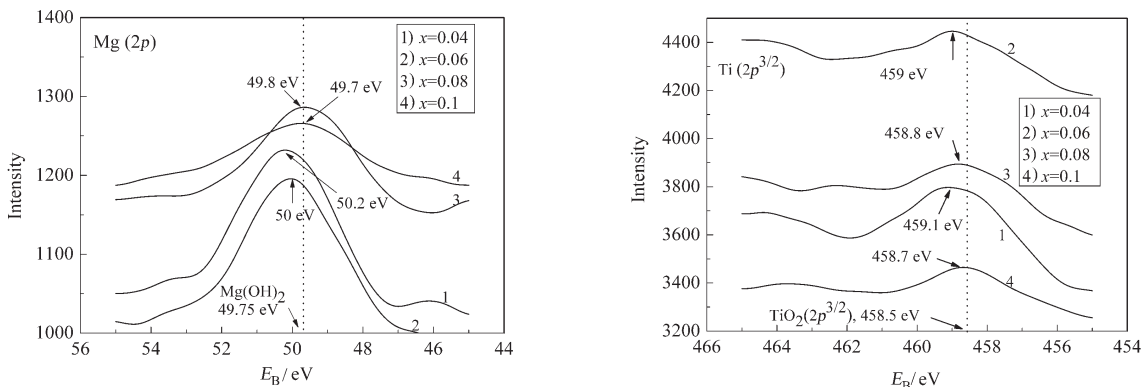 Mg (2p)
1) x=0.04
2) x=0.06
3) x=0.08
4) x=0.1
49.8 eV
49.7 eV
50 eV
50.2 eV
Mg(OH)2
49.75 eV
4
3
1
2
1400
1300
1200
1100
1000
Intensity
56
54
52
50
48
46
44
EB / eV
Ti (2p3/2)
1) x=0.04
2) x=0.06
3) x=0.08
4) x=0.1
459 eV
458.8 eV
459.1 eV
458.7 eV
TiO2(2p3/2), 458.5 eV
2
3
1
4
4400
4200
4000
3800
3600
3400
3200
Intensity
466
464
462
460
458
456
454
EB / eV